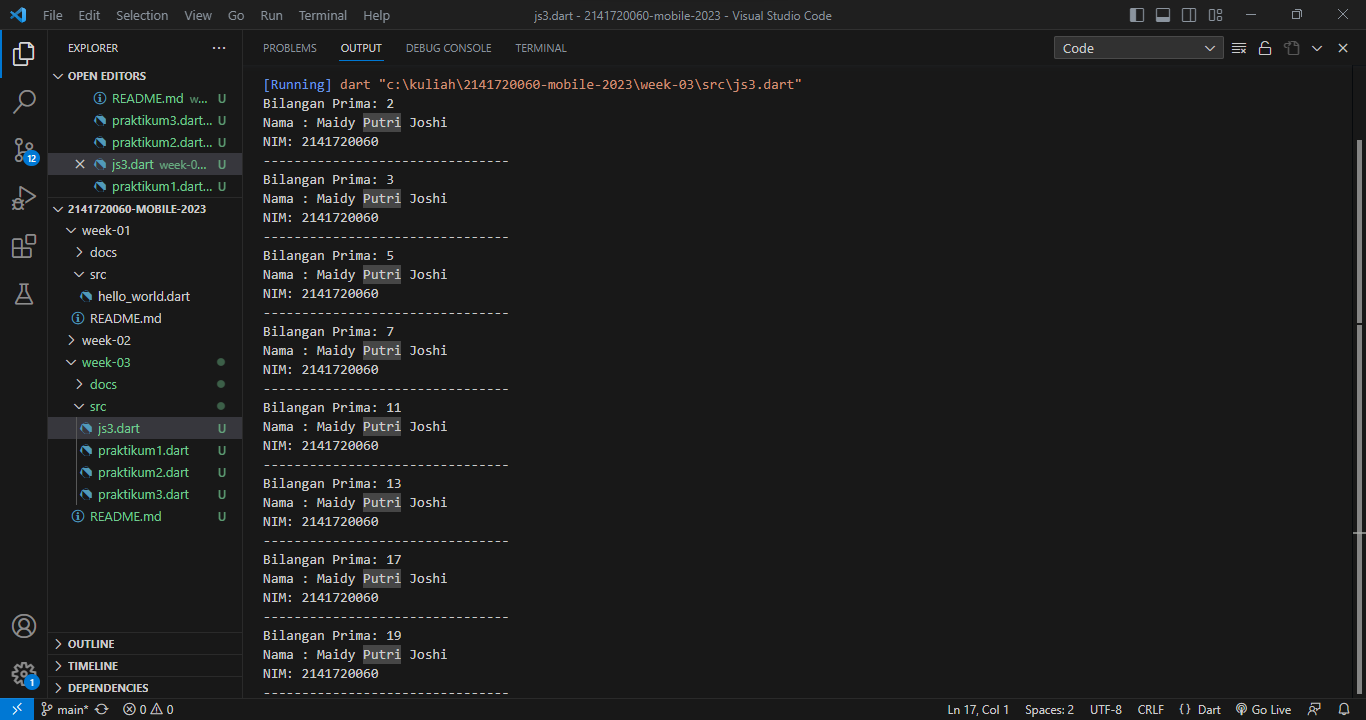 File Edit Selection View Go Run Terminal Help js3.dart - 2141720060-mobile-2023 - Visual Studio Code
EXPLORER
OPEN EDITORS
README.md w... U
praktikum3.dart... U
praktikum2.dart... U
js3.dart week-0... U
praktikum1.dart... U
2141720060-MOBILE-2023
week-01
docs
src
hello_world.dart
README.md
week-02
week-03
docs
src
js3.dart U
praktikum1.dart U
praktikum2.dart U
praktikum3.dart U
README.md U
OUTLINE
TIMELINE
DEPENDENCIES
12
1
PROBLEMS OUTPUT DEBUG CONSOLE TERMINAL Code
[Running] dart "c:\kuliah\2141720060-mobile-2023\week-03\src\js3.dart"
Bilangan Prima: 2
Nama : Maidy Putri Joshi
NIM: 2141720060
--------------------------------
Bilangan Prima: 3
Nama : Maidy Putri Joshi
NIM: 2141720060
--------------------------------
Bilangan Prima: 5
Nama : Maidy Putri Joshi
NIM: 2141720060
--------------------------------
Bilangan Prima: 7
Nama : Maidy Putri Joshi
NIM: 2141720060
--------------------------------
Bilangan Prima: 11
Nama : Maidy Putri Joshi
NIM: 2141720060
--------------------------------
Bilangan Prima: 13
Nama : Maidy Putri Joshi
NIM: 2141720060
--------------------------------
Bilangan Prima: 17
Nama : Maidy Putri Joshi
NIM: 2141720060
--------------------------------
Bilangan Prima: 19
Nama : Maidy Putri Joshi
NIM: 2141720060
--------------------------------
main* 0 0 Ln 17, Col 1 Spaces: 2 UTF-8 CRLF {} Dart Go Live